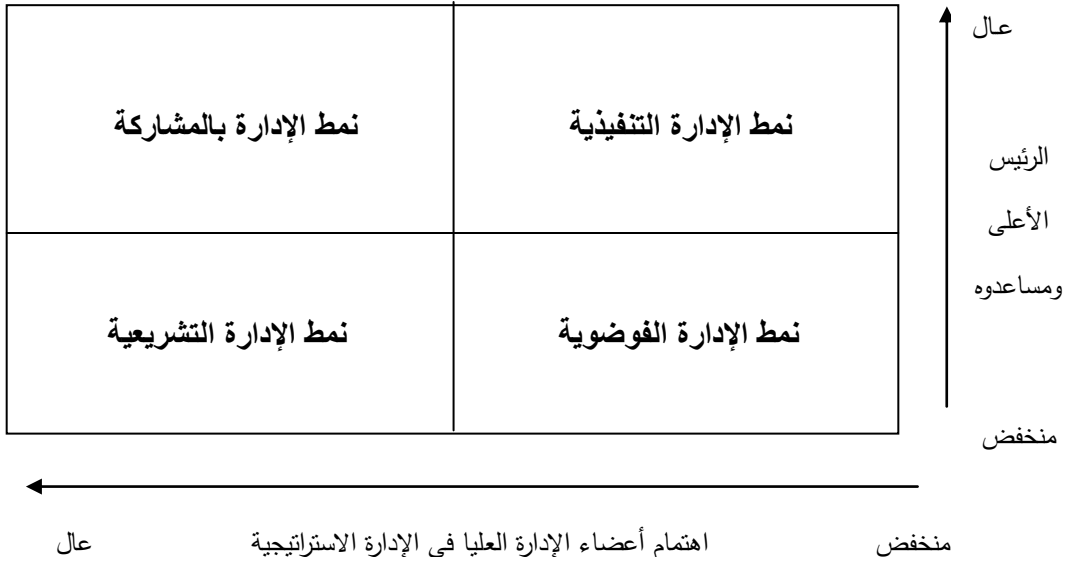 عال
نمط الإدارة التنفيذية
نمط الإدارة بالمشاركة
الرئيس
الأعلى
ومساعدوه
نمط الإدارة الفوضوية
نمط الإدارة التشريعية
منخفض
منخفض
اهتمام أعضاء الإدارة العليا فى الإدارة الاستراتيجية
عال